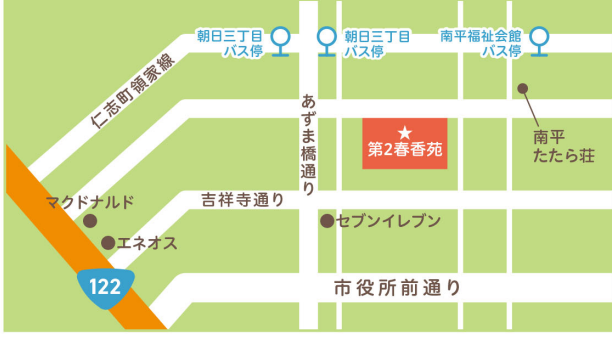 朝日三丁目
バス停
朝日三丁目
バス停
南平福祉会館
バス停
仁志町領家線
あずま橋通り
★
第2春香苑
南平
たたら荘
マクドナルド
吉祥寺通り
エネオス
セブンイレブン
122
市役所前通り